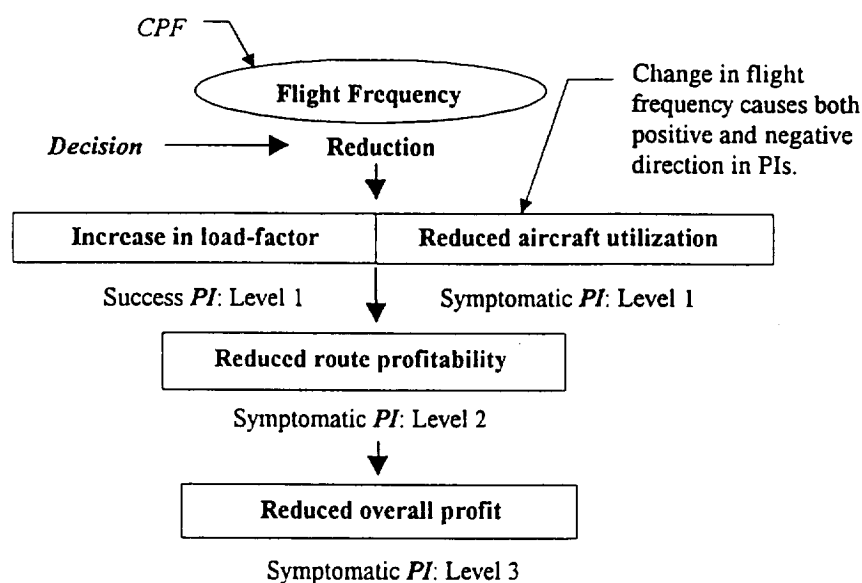 CPF
Flight Frequency
Change in flight
frequency causes both
positive and negative
direction in PIs.
Decision
Reduction
Increase in load-factor
Reduced aircraft utilization
Success PI: Level 1
Symptomatic PI: Level 1
Reduced route profitability
Symptomatic PI: Level 2
Reduced overall profit
Symptomatic PI: Level 3